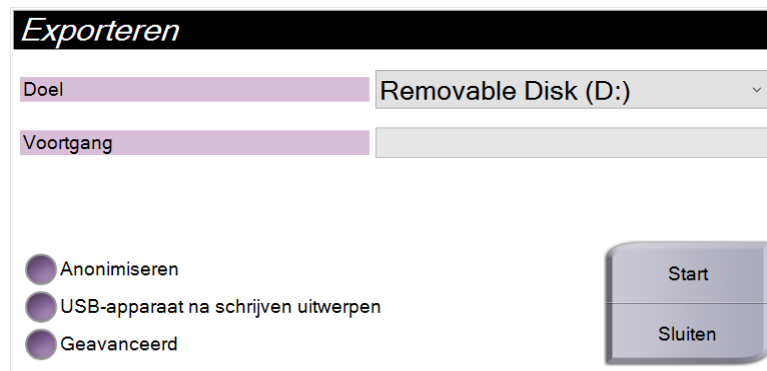 Exporteren
Doel
Removable Disk (D:)
Voortgang
Anonimiseren
USB-apparaat na schrijven uitwerpen
Geavanceerd
Start
Sluiten